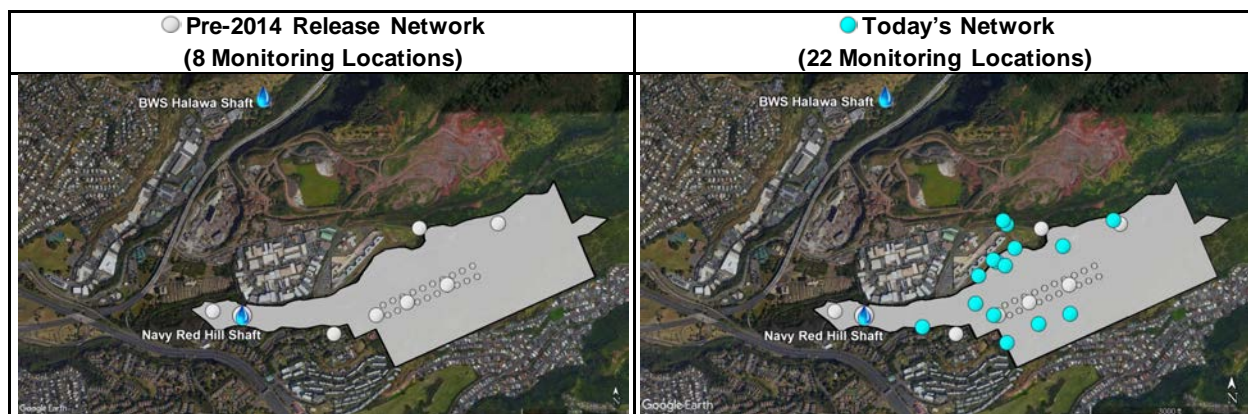 Pre-2014 Release Network
(8 Monitoring Locations)
Today's Network
(22 Monitoring Locations)
BWS Halawa Shaft
Navy Red Hill Shaft
Google Earth
N
BWS Halawa Shaft
Navy Red Hill Shaft
Google Earth
N